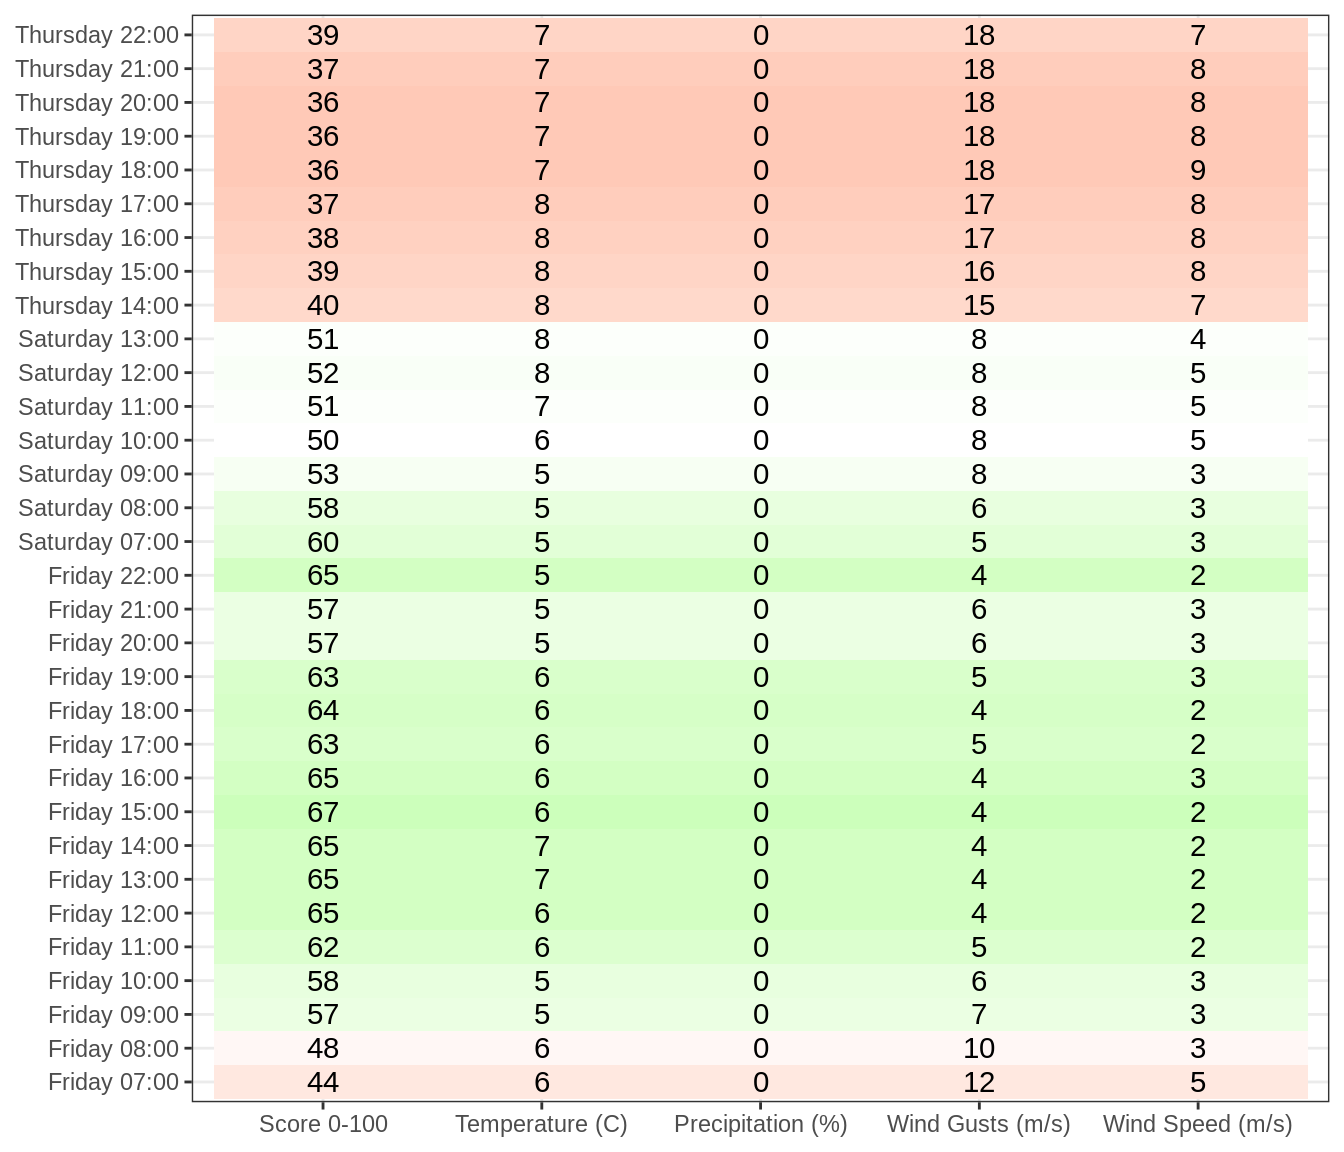 Thursday 22:00 39 7 0 18 7
Thursday 21:00 37 7 0 18 8
Thursday 20:00 36 7 0 18 8
Thursday 19:00 36 7 0 18 8
Thursday 18:00 36 7 0 18 9
Thursday 17:00 37 8 0 17 8
Thursday 16:00 38 8 0 17 8
Thursday 15:00 39 8 0 16 8
Thursday 14:00 40 8 0 15 7
Saturday 13:00 51 8 0 8 4
Saturday 12:00 52 8 0 8 5
Saturday 11:00 51 7 0 8 5
Saturday 10:00 50 6 0 8 5
Saturday 09:00 53 5 0 8 3
Saturday 08:00 58 5 0 6 3
Saturday 07:00 60 5 0 5 3
Friday 22:00 65 5 0 4 2
Friday 21:00 57 5 0 6 3
Friday 20:00 57 5 0 6 3
Friday 19:00 63 6 0 5 3
Friday 18:00 64 6 0 4 2
Friday 17:00 63 6 0 5 2
Friday 16:00 65 6 0 4 3
Friday 15:00 67 6 0 4 2
Friday 14:00 65 7 0 4 2
Friday 13:00 65 7 0 4 2
Friday 12:00 65 6 0 4 2
Friday 11:00 62 6 0 5 2
Friday 10:00 58 5 0 6 3
Friday 09:00 57 5 0 7 3
Friday 08:00 48 6 0 10 3
Friday 07:00 44 6 0 12 5
Score 0-100 Temperature (C) Precipitation (%) Wind Gusts (m/s) Wind Speed (m/s)